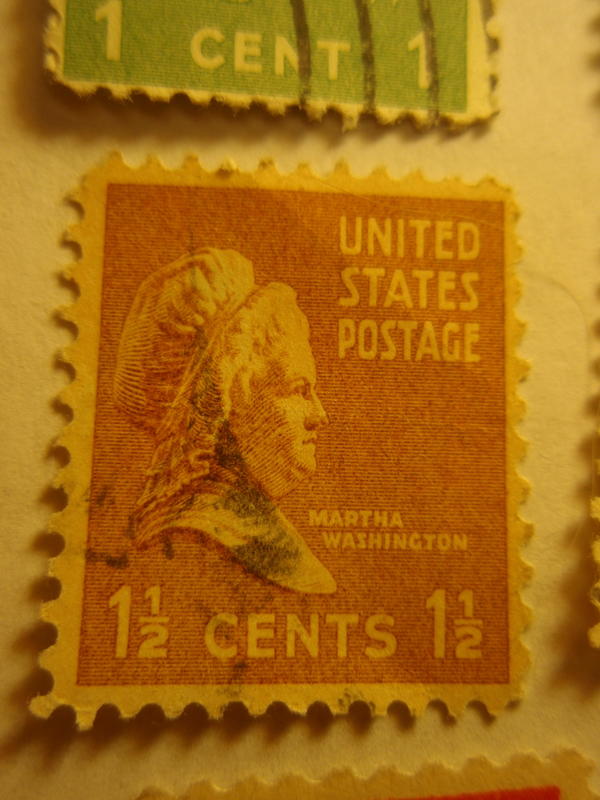 1 CENT 1
UNITED
STATES
POSTAGE
MARTHA
WASHINGTON
1½ CENTS 1½